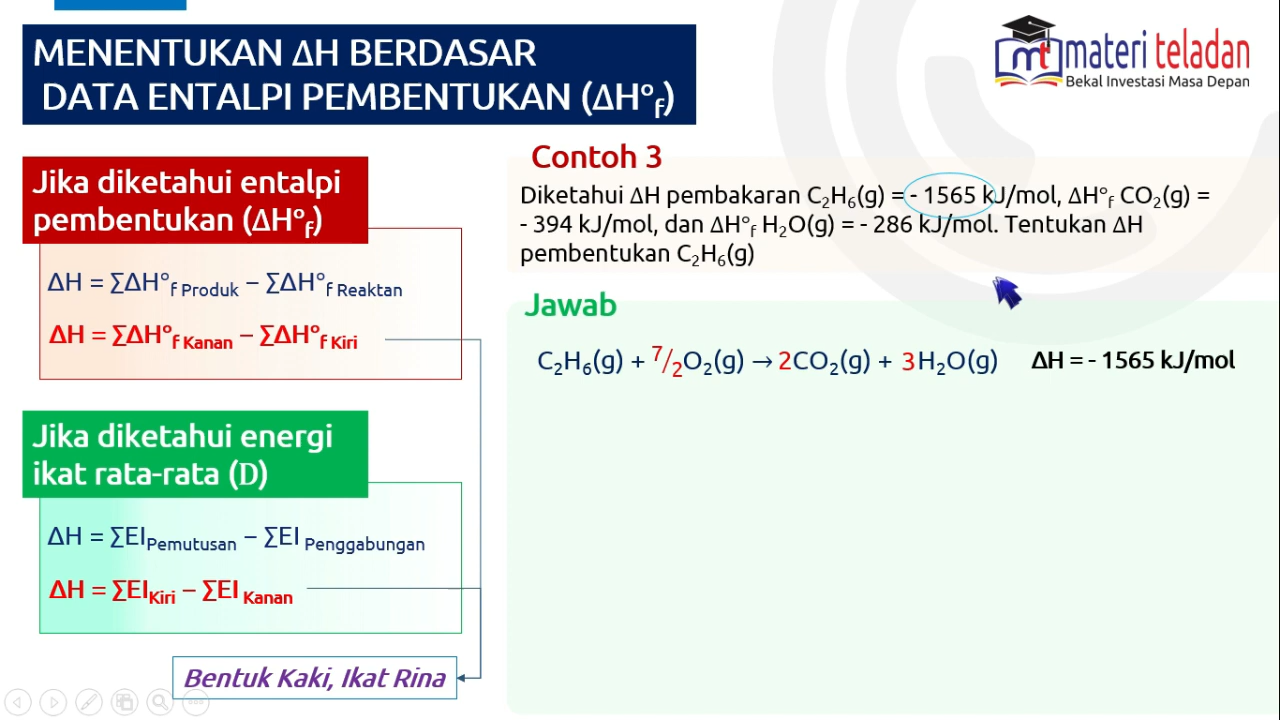 MENENTUKAN ΔH BERDASAR
DATA ENTALPI PEMBENTUKAN (ΔH°f)
mt materi teladan
Bekal Investasi Masa Depan
Jika diketahui entalpi
pembentukan (ΔH°f)
ΔH = ∑ΔH°f Produk – ∑ΔH°f Reaktan
ΔH = ∑ΔH°f Kanan – ∑ΔH°f Kiri
Jika diketahui energi
ikat rata-rata (D)
ΔH = ∑EIPemutusan – ∑EI Penggabungan
ΔH = ∑EIKiri – ∑EI Kanan
Bentuk Kaki, Ikat Rina
Contoh 3
Diketahui ΔH pembakaran C₂H₆(g) = - 1565 kJ/mol, ΔH°f CO₂(g) =
- 394 kJ/mol, dan ΔH°f H₂O(g) = - 286 kJ/mol. Tentukan ΔH
pembentukan C₂H₆(g)
Jawab
C₂H₆(g) + 7/2O₂(g) → 2CO₂(g) + 3H₂O(g) ΔH = - 1565 kJ/mol